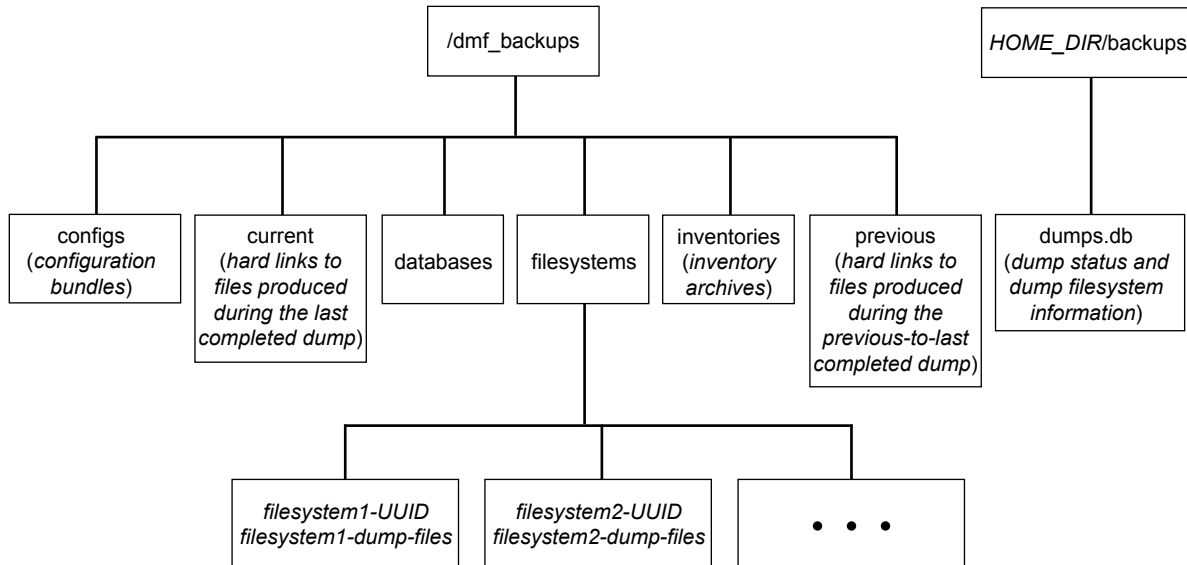 /dmf_backups
HOME_DIR/backups
configs
(configuration
bundles)
current
(hard links to
files produced
during the last
completed dump)
databases
filesystems
inventories
(inventory
archives)
previous
(hard links to
files produced
during the
previous-to-last
completed dump)
dumps.db
(dump status and
dump filesystem
information)
filesystem1-UUID
filesystem1-dump-files
filesystem2-UUID
filesystem2-dump-files
• • •